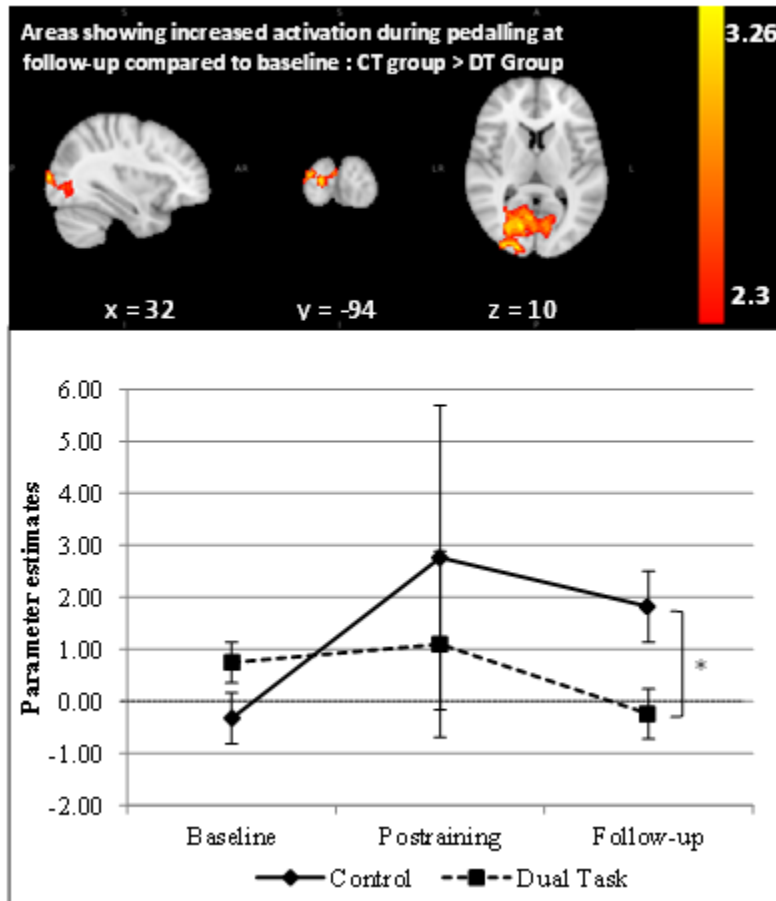 Areas showing increased activation during pedalling at
follow-up compared to baseline : CT group > DT Group
3.26
S S A
P AR LR L
2.3
x = 32 y = -94 z = 10
6.00
5.00
4.00
3.00
2.00
1.00
0.00
-1.00
-2.00
Parameter estimates
*
Baseline Postraining Follow-up
Control Dual Task